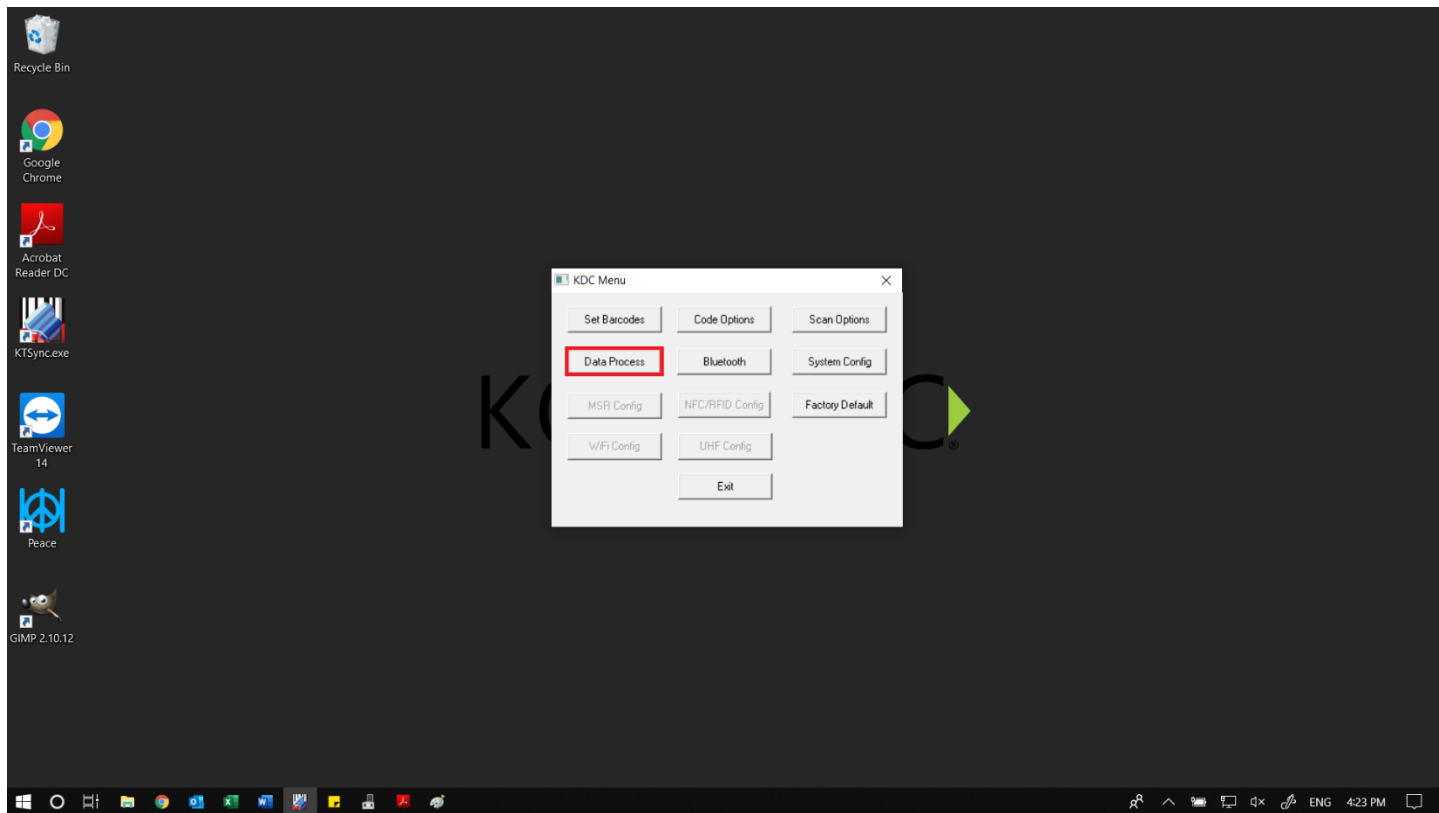 Recycle Bin
Google
Chrome
Acrobat
Reader DC
KTSync.exe
TeamViewer
14
Peace
GIMP 2.10.12
KDC Menu
Set Barcodes Code Options Scan Options
Data Process Bluetooth System Config
MSR Config NFC/RFID Config Factory Default
WiFi Config UHF Config
Exit
K C
®
ENG 4:23 PM